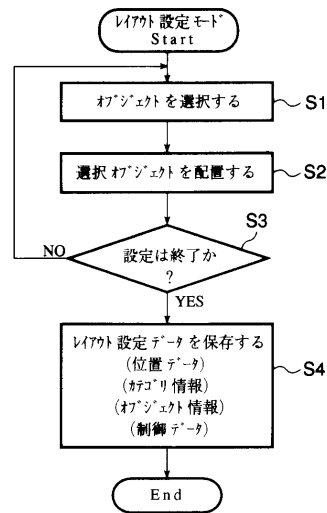 レイアウト設定モード
Start
オブジェクトを選択する
S1
選択オブジェクトを配置する
S2
S3
設定は終了か
?
NO
YES
レイアウト設定データを保存する
(位置データ)
(カテゴリ情報)
(オブジェクト情報)
(制御データ)
S4
End